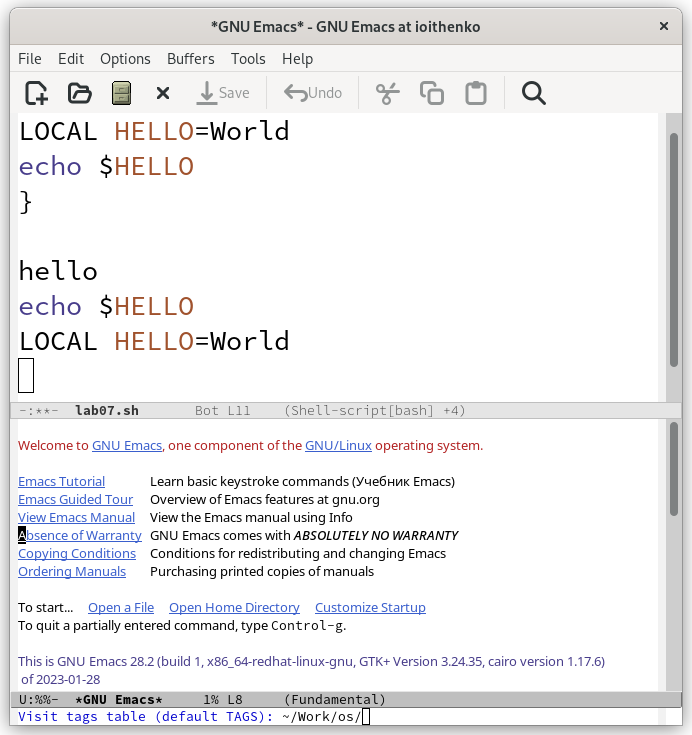 *GNU Emacs* - GNU Emacs at ioithenko
File Edit Options Buffers Tools Help
Save Undo
LOCAL HELLO=World
echo $HELLO
}
hello
echo $HELLO
LOCAL HELLO=World
-:**- lab07.sh Bot L11 (Shell-script[bash] +4)
Welcome to GNU Emacs, one component of the GNU/Linux operating system.
Emacs Tutorial Learn basic keystroke commands (Учебник Emacs)
Emacs Guided Tour Overview of Emacs features at gnu.org
View Emacs Manual View the Emacs manual using Info
Absence of Warranty GNU Emacs comes with ABSOLUTELY NO WARRANTY
Copying Conditions Conditions for redistributing and changing Emacs
Ordering Manuals Purchasing printed copies of manuals
To start... Open a File Open Home Directory Customize Startup
To quit a partially entered command, type Control-g.
This is GNU Emacs 28.2 (build 1, x86_64-redhat-linux-gnu, GTK+ Version 3.24.35, cairo version 1.17.6)
of 2023-01-28
U:%%- *GNU Emacs* 1% L8 (Fundamental)
Visit tags table (default TAGS): ~/Work/os/